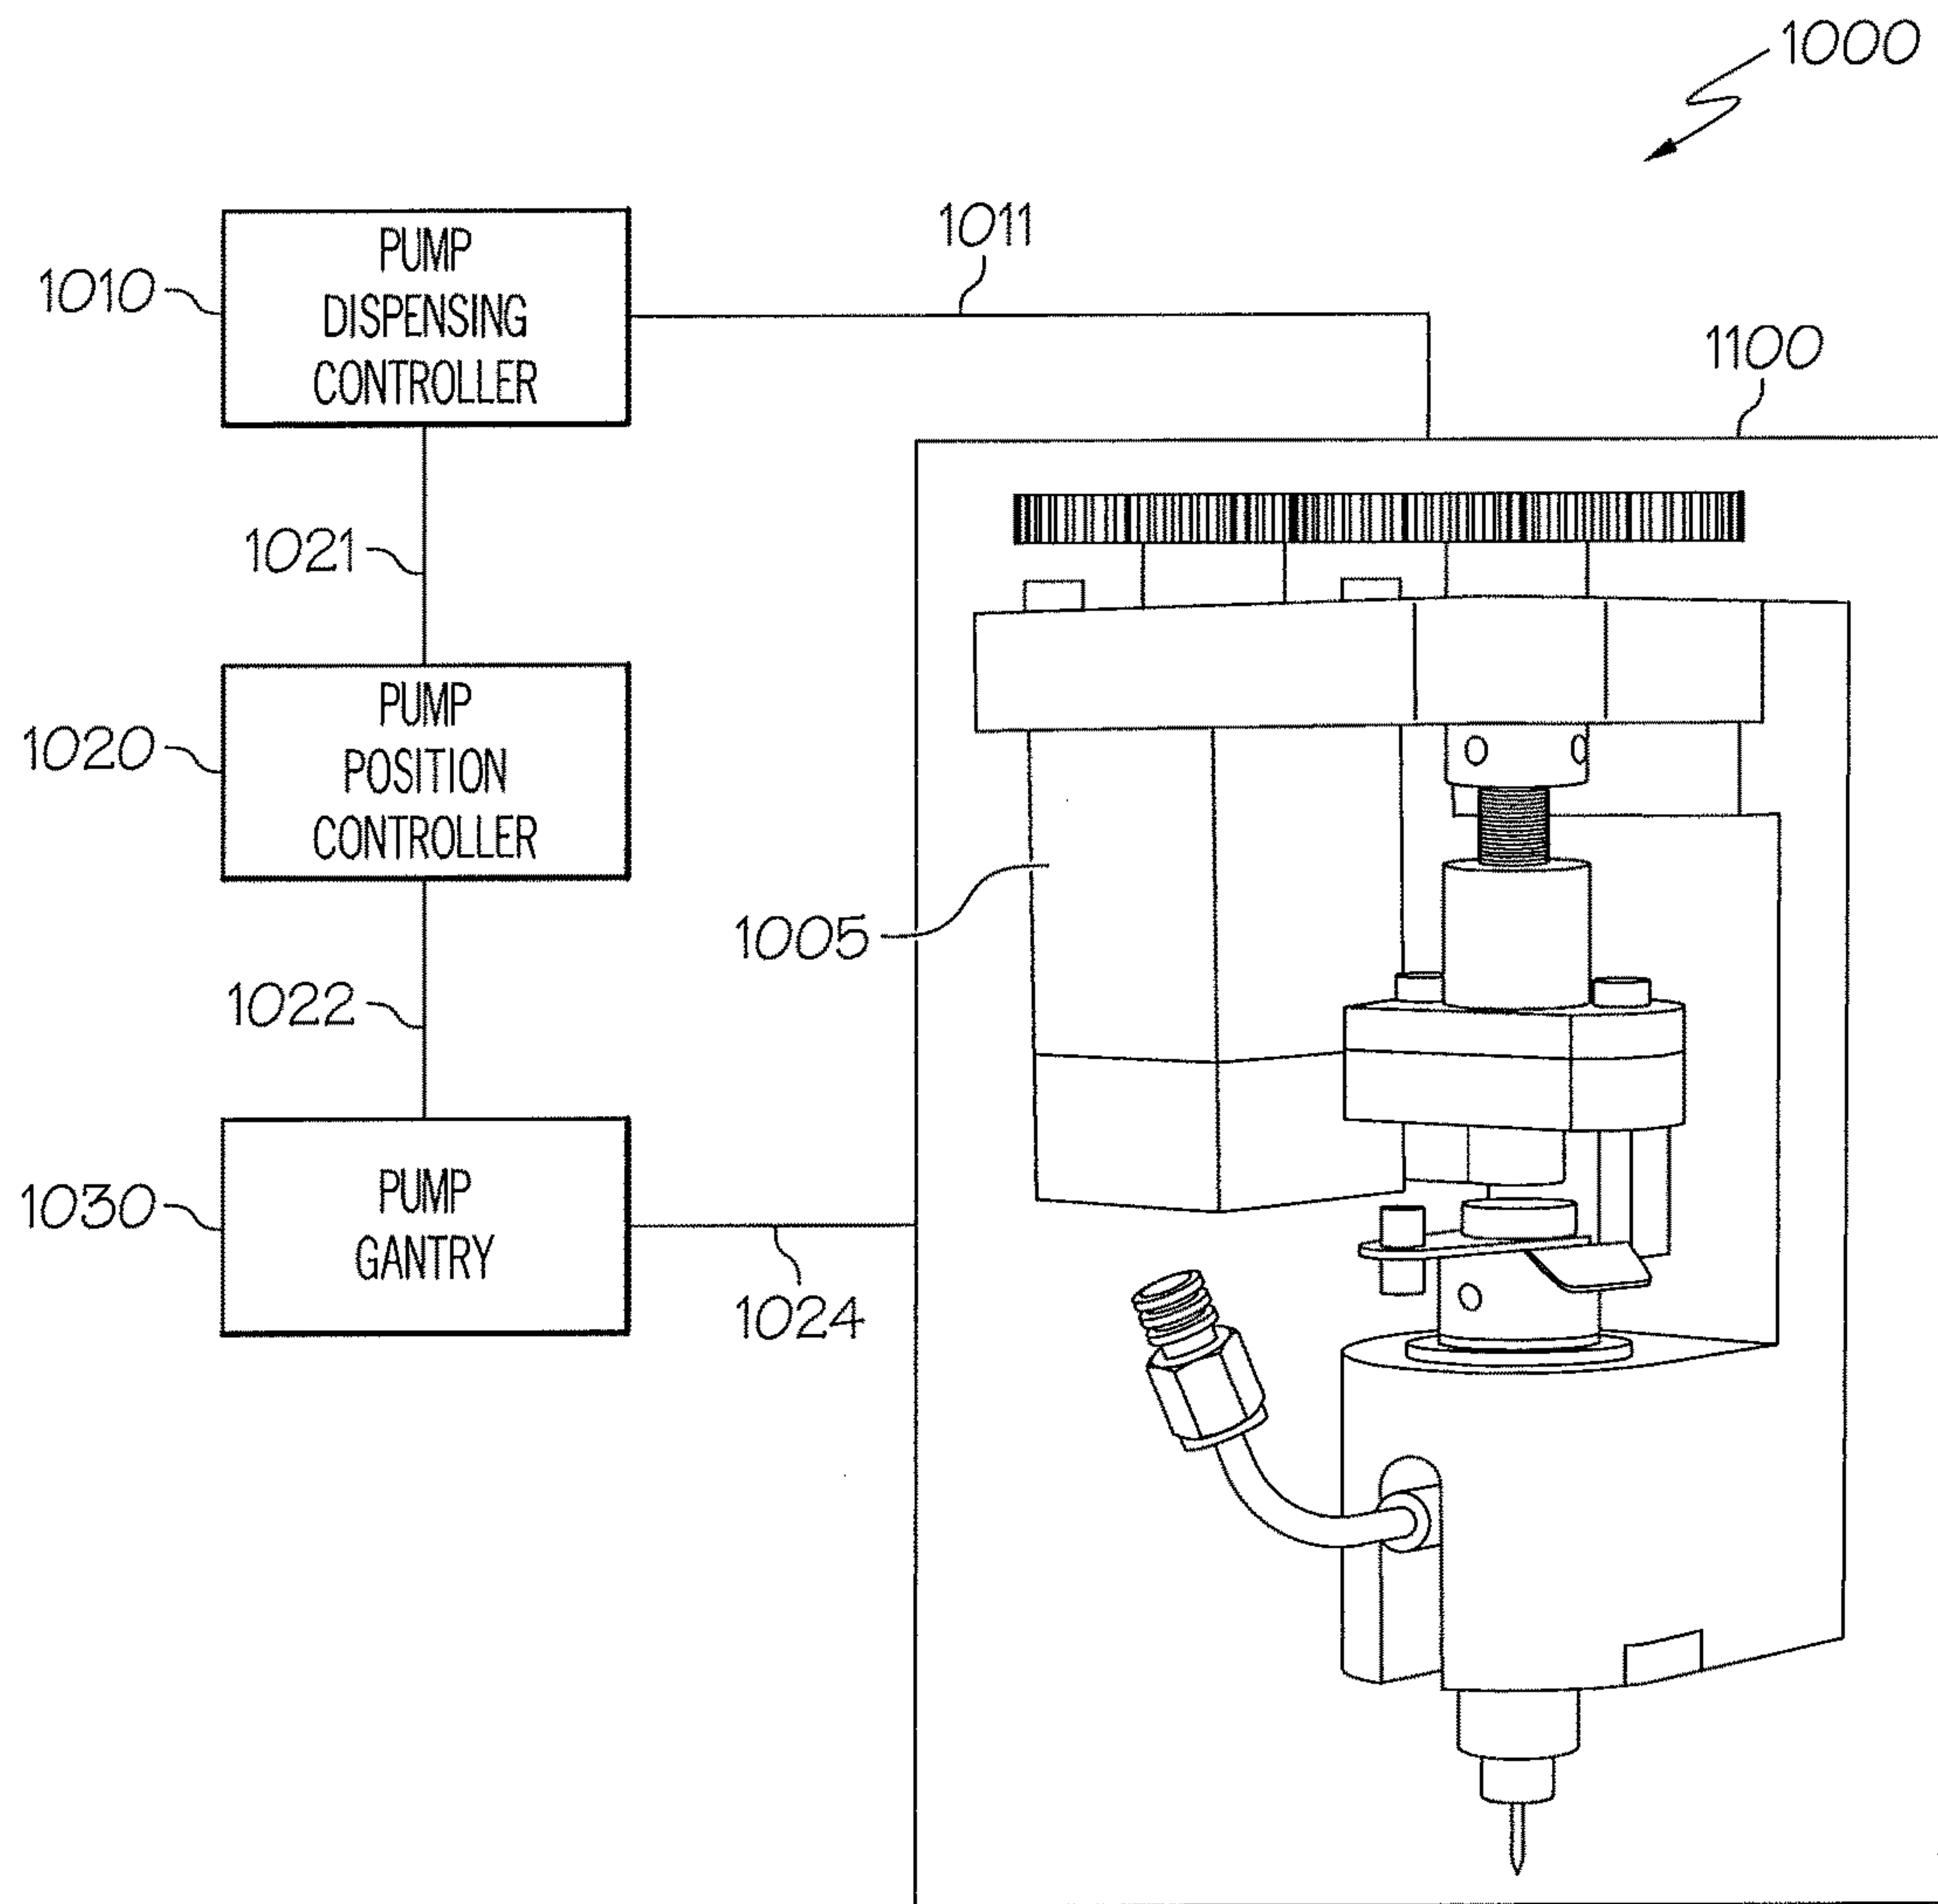 1000
1011
PUMP
DISPENSING
CONTROLLER
1010
1100
1021
PUMP
POSITION
CONTROLLER
1020
1005
1022
PUMP
GANTRY
1030
1024